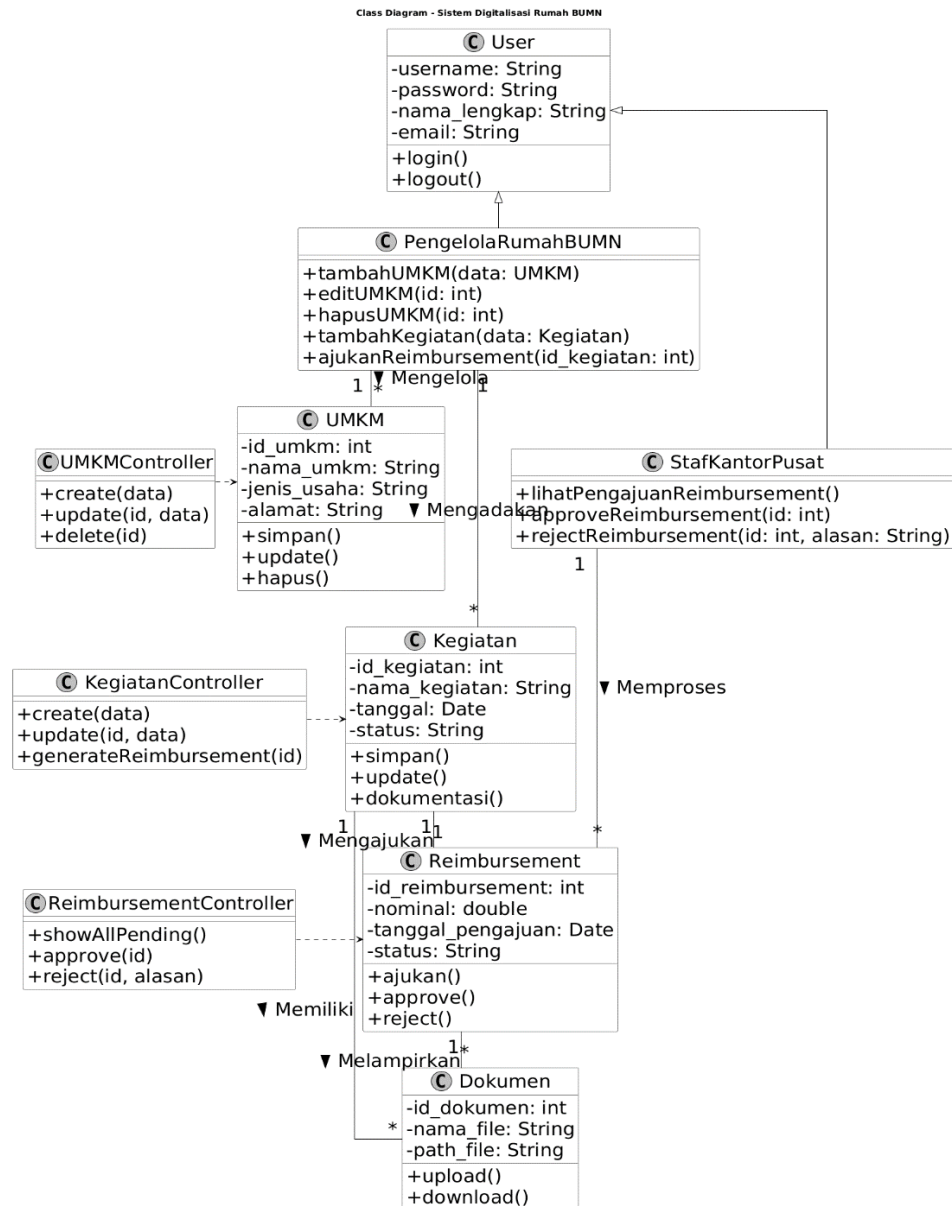 Class Diagram - Sistem Digitalisasi Rumah BUMN
C User
-username: String
-password: String
-nama_lengkap: String
-email: String
+login()
+logout()
C PengelolaRumahBUMN
+tambahUMKM(data: UMKM)
+editUMKM(id: int)
+hapusUMKM(id: int)
+tambahKegiatan(data: Kegiatan)
+ajukanReimbursement(id_kegiatan: int)
1
*
Mengelola
1
C UMKM
-id_umkm: int
-nama_umkm: String
-jenis_usaha: String
-alamat: String
+simpan()
+update()
+hapus()
C UMKMController
+create(data)
+update(id, data)
+delete(id)
Mengadakan
*
C StafKantorPusat
+lihatPengajuanReimbursement()
+approveReimbursement(id: int)
+rejectReimbursement(id: int, alasan: String)
1
Memproses
*
C Kegiatan
-id_kegiatan: int
-nama_kegiatan: String
-tanggal: Date
-status: String
+simpan()
+update()
+dokumentasi()
C KegiatanController
+create(data)
+update(id, data)
+generateReimbursement(id)
1
Mengajukan
1
1
C Reimbursement
-id_reimbursement: int
-nominal: double
-tanggal_pengajuan: Date
-status: String
+ajukan()
+approve()
+reject()
C ReimbursementController
+showAllPending()
+approve(id)
+reject(id, alasan)
Memiliki
*
1
*
Melampirkan
C Dokumen
-id_dokumen: int
-nama_file: String
-path_file: String
+upload()
+download()